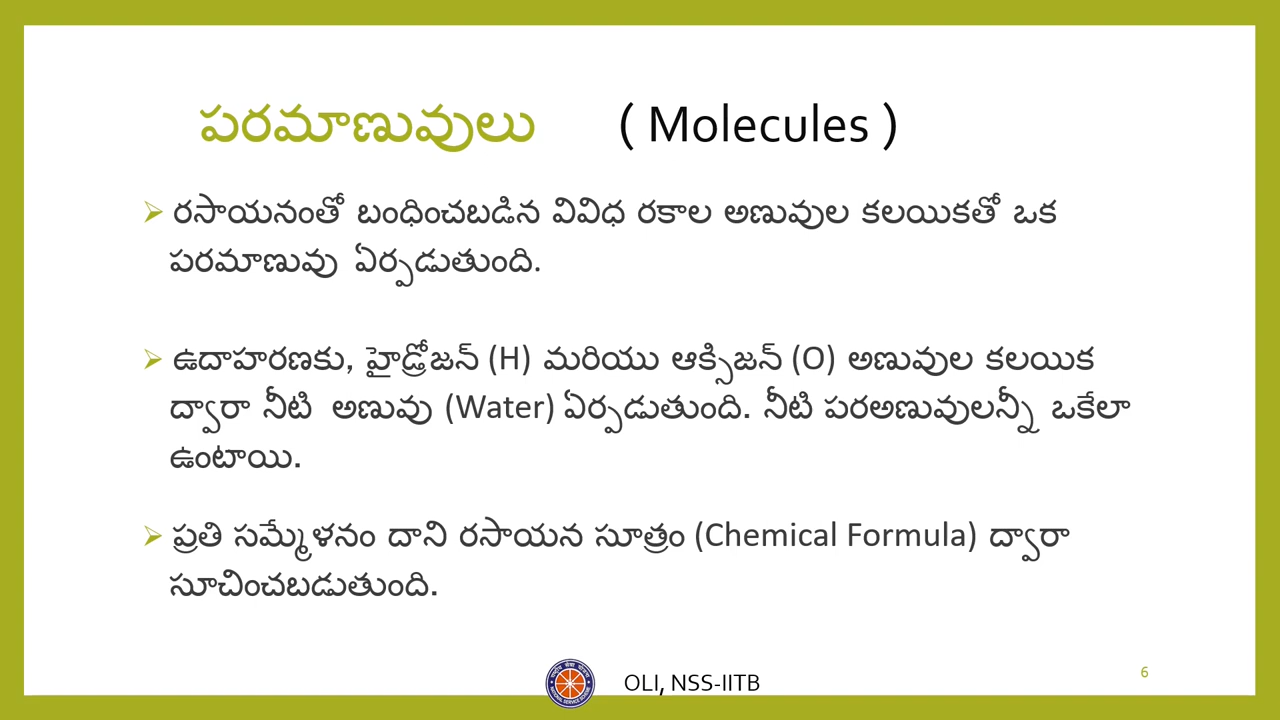 పరమాణువులు ( Molecules )
➢ రసాయనంతో బంధించబడిన వివిధ రకాల అణువుల కలయికతో ఒక
పరమాణువు ఏర్పడుతుంది.
➢ ఉదాహరణకు, హైడ్రోజన్ (H) మరియు ఆక్సిజన్ (O) అణువుల కలయిక
ద్వారా నీటి అణువు (Water) ఏర్పడుతుంది. నీటి పరఅణువులన్నీ ఒకేలా
ఉంటాయి.
➢ ప్రతి సమ్మేళనం దాని రసాయన సూత్రం (Chemical Formula) ద్వారా
సూచించబడుతుంది.
OLI, NSS-IITB
6